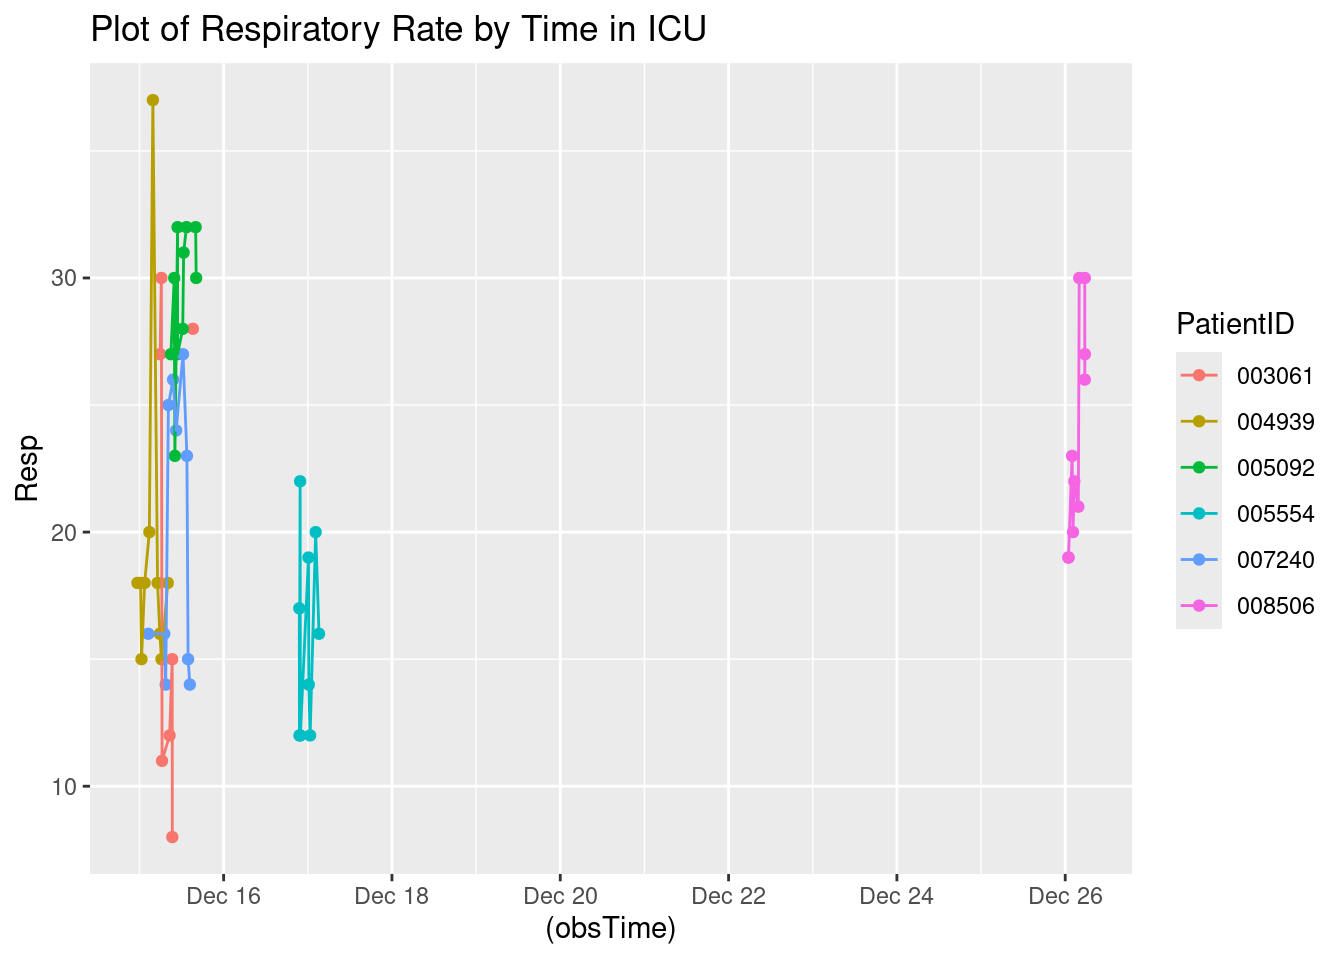 Plot of Respiratory Rate by Time in ICU
Resp
30
20
10
Dec 16 Dec 18 Dec 20 Dec 22 Dec 24 Dec 26
(obsTime)
PatientID
003061
004939
005092
005554
007240
008506